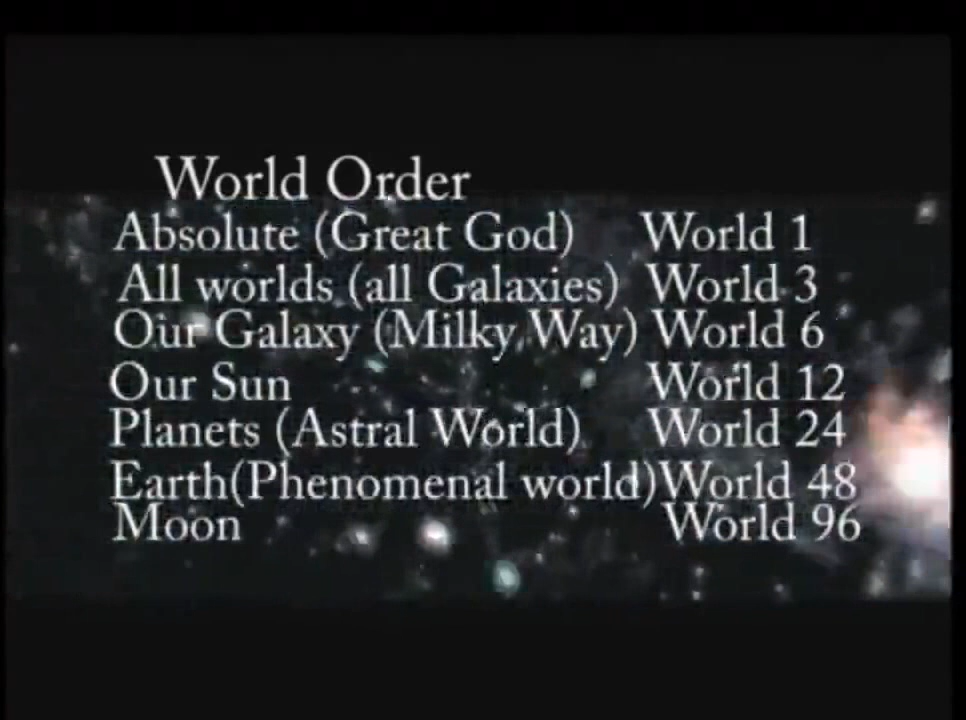 World Order
Absolute (Great God) World 1
All worlds (all Galaxies) World 3
Our Galaxy (Milky Way) World 6
Our Sun World 12
Planets (Astral World) World 24
Earth(Phenomenal world)World 48
Moon World 96